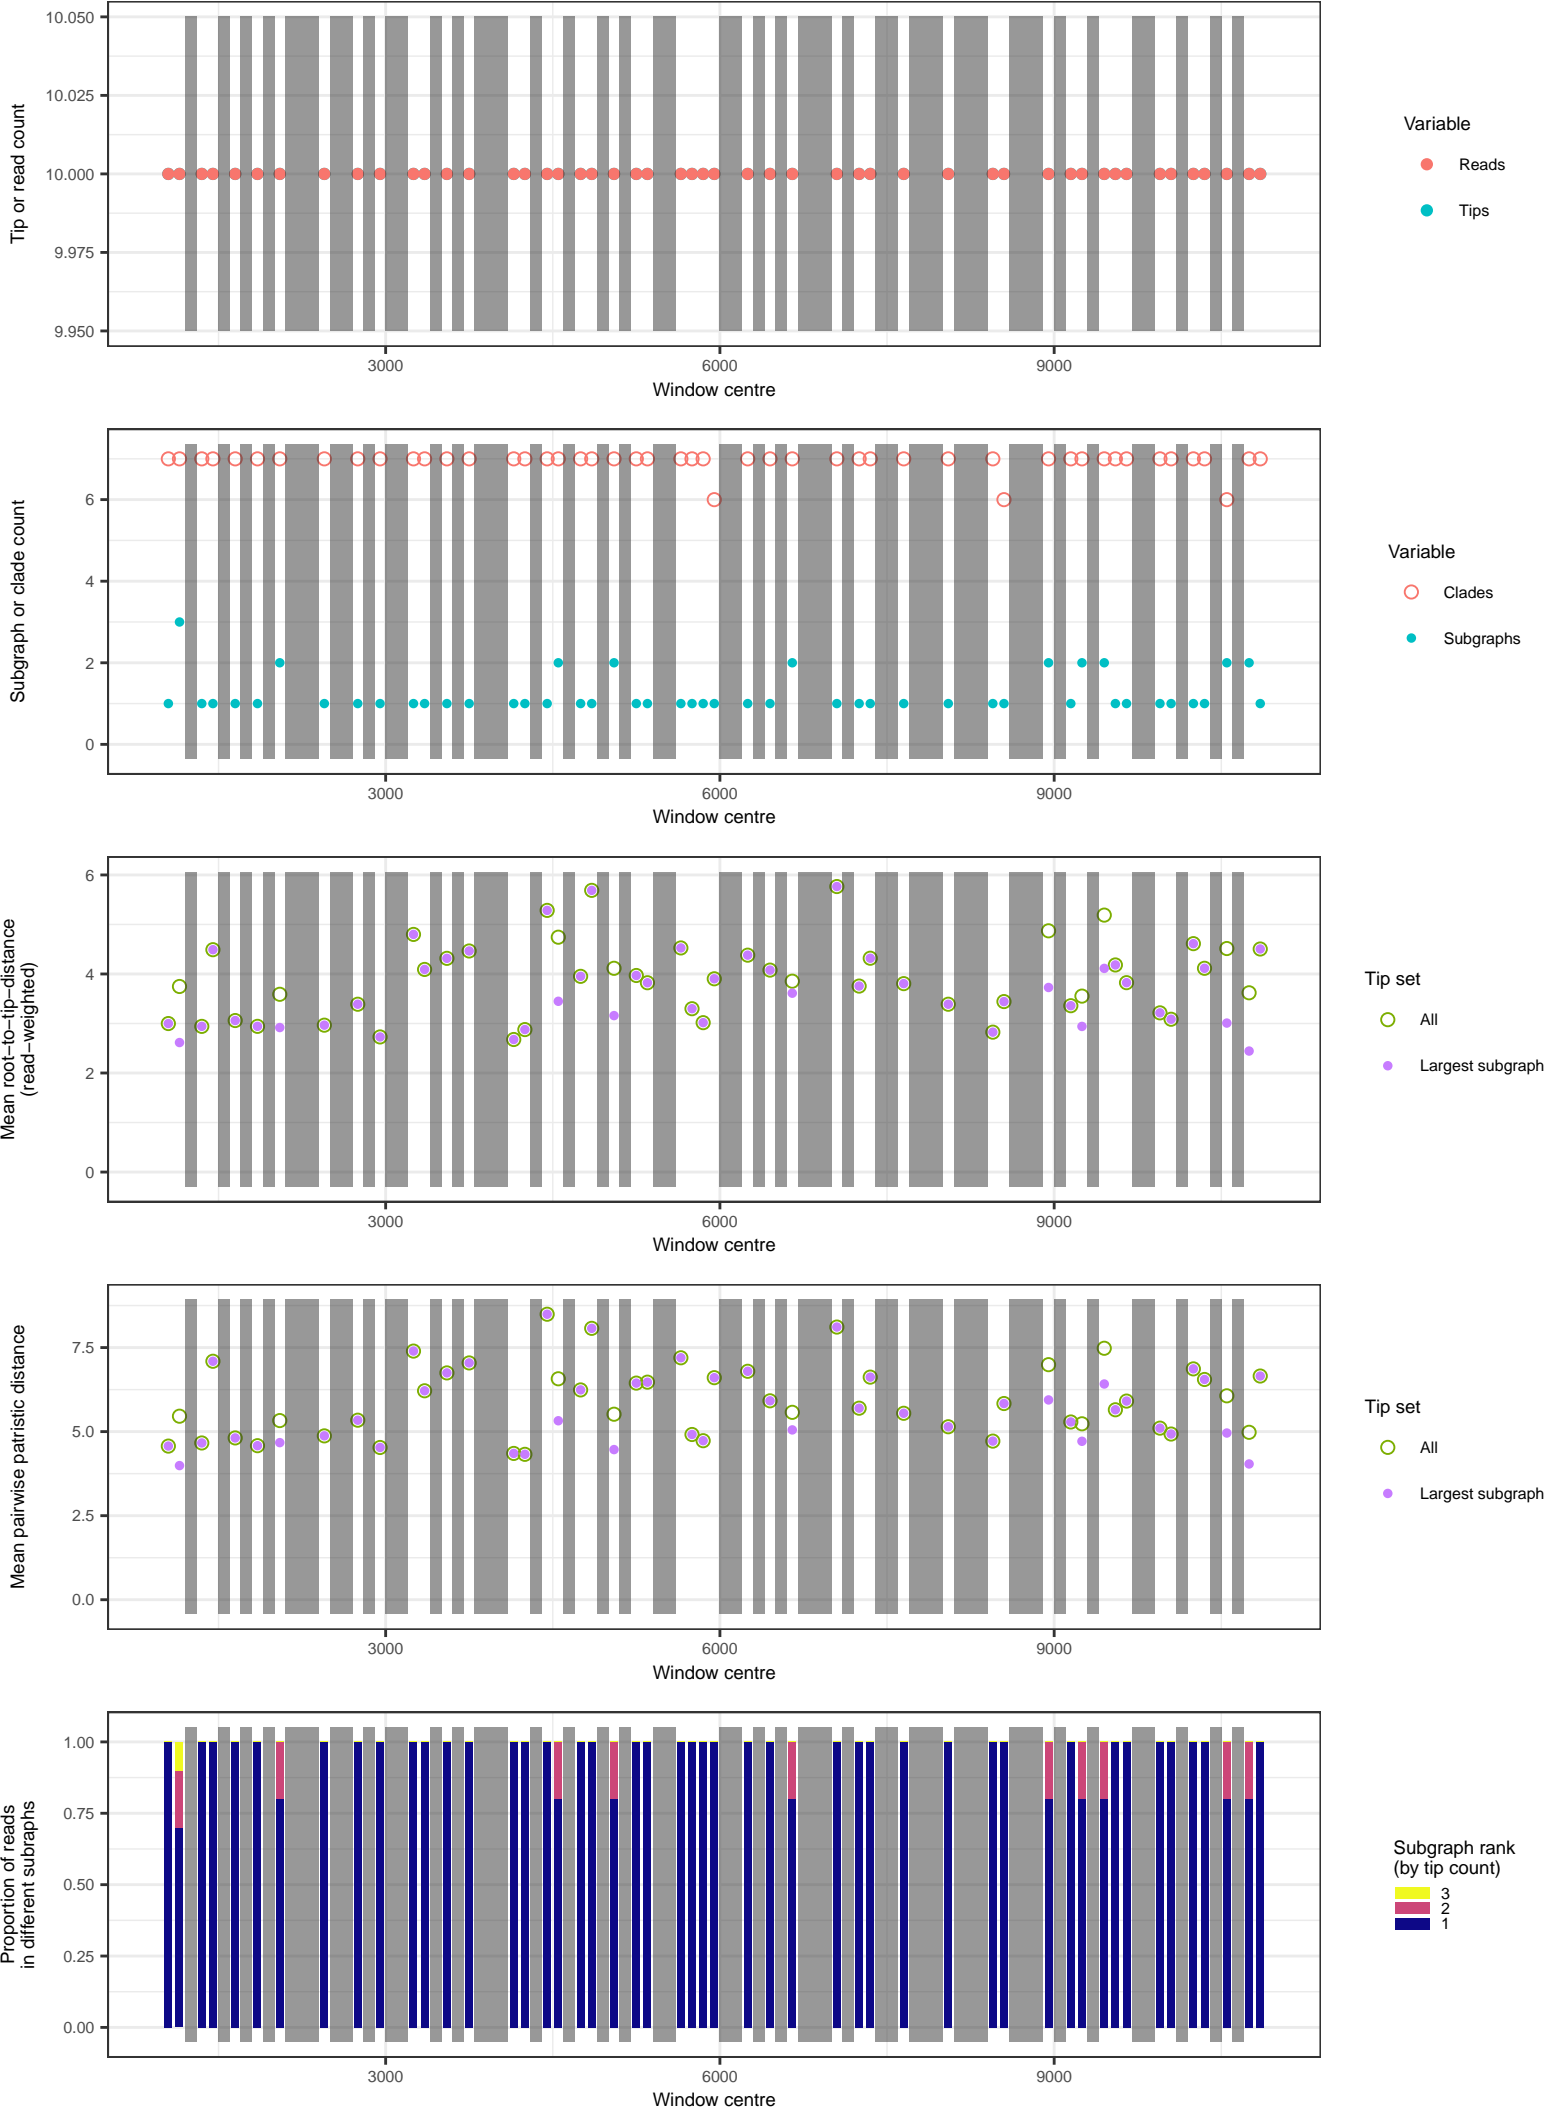 10.050
10.025
10.000
9.975
9.950
Tip or read count
3000
6000
9000
Window centre
Variable
Reads
Tips
6
4
2
0
Subgraph or clade count
3000
6000
9000
Window centre
Variable
Clades
Subgraphs
6
4
2
0
Mean root−to−tip−distance
(read−weighted)
3000
6000
9000
Window centre
Tip set
All
Largest subgraph
7.5
5.0
2.5
0.0
Mean pairwise patristic distance
3000
6000
9000
Window centre
Tip set
All
Largest subgraph
1.00
0.75
0.50
0.25
0.00
Proportion of reads
in different subraphs
3000
6000
9000
Window centre
Subgraph rank
(by tip count)
3
2
1